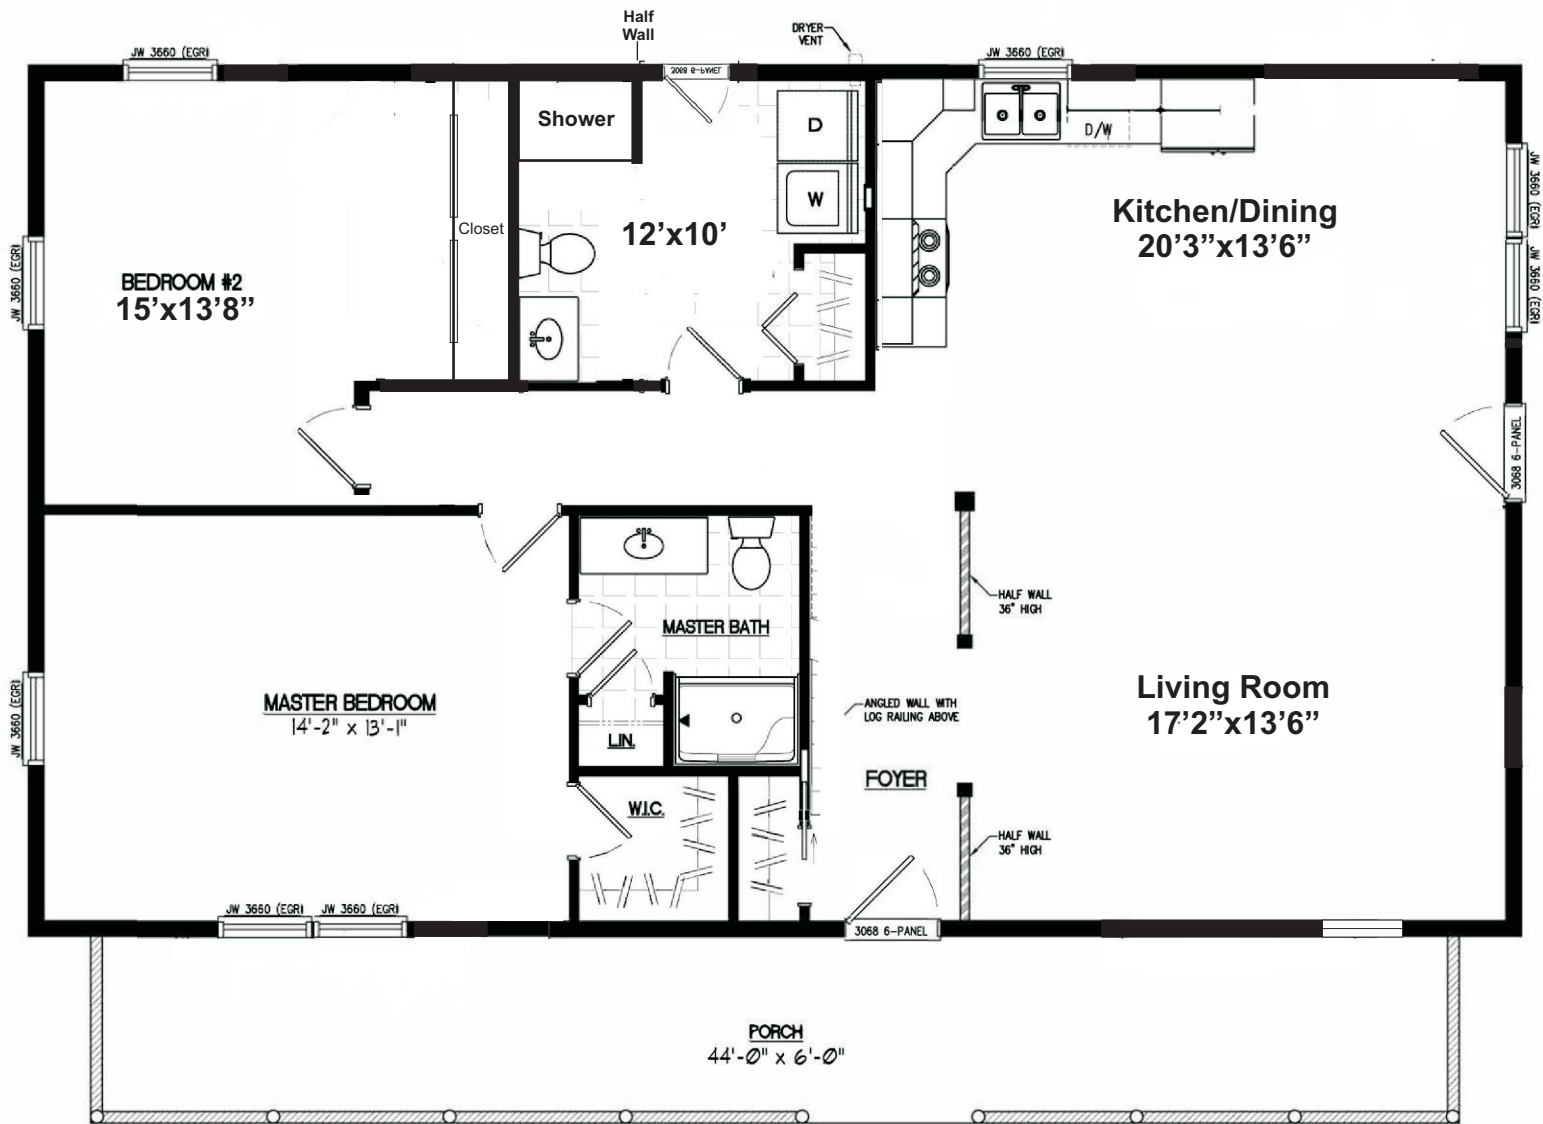 Half
Wall
DRYER
VENT
JW 3660 (EGR)
3068 6-PANEL
JW 3660 (EGR)
Shower
D
D/W
W
JW 3660 (EGR)
JW 3660 (EGR)
Closet
12'x10'
Kitchen/Dining
20'3”x13'6”
JW 3660 (EGR)
BEDROOM #2
15'x13'8”
3068 6-PANEL
HALF WALL
36" HIGH
MASTER BATH
JW 3660 (EGR)
MASTER BEDROOM
14'-2" x 13'-1"
LIN.
ANGLED WALL WITH
LOG RAILING ABOVE
Living Room
17'2”x13'6”
FOYER
W.I.C.
HALF WALL
36" HIGH
JW 3660 (EGR) JW 3660 (EGR)
3068 6-PANEL
PORCH
44'-0" x 6'-0"